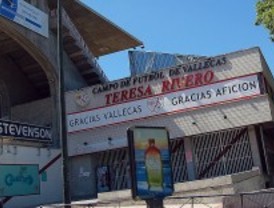 CAMPO DE FUTBOL DE VALLECAS
TERESA RIVERO
GRACIAS VALLECAS GRACIAS AFICION
STEVENSON